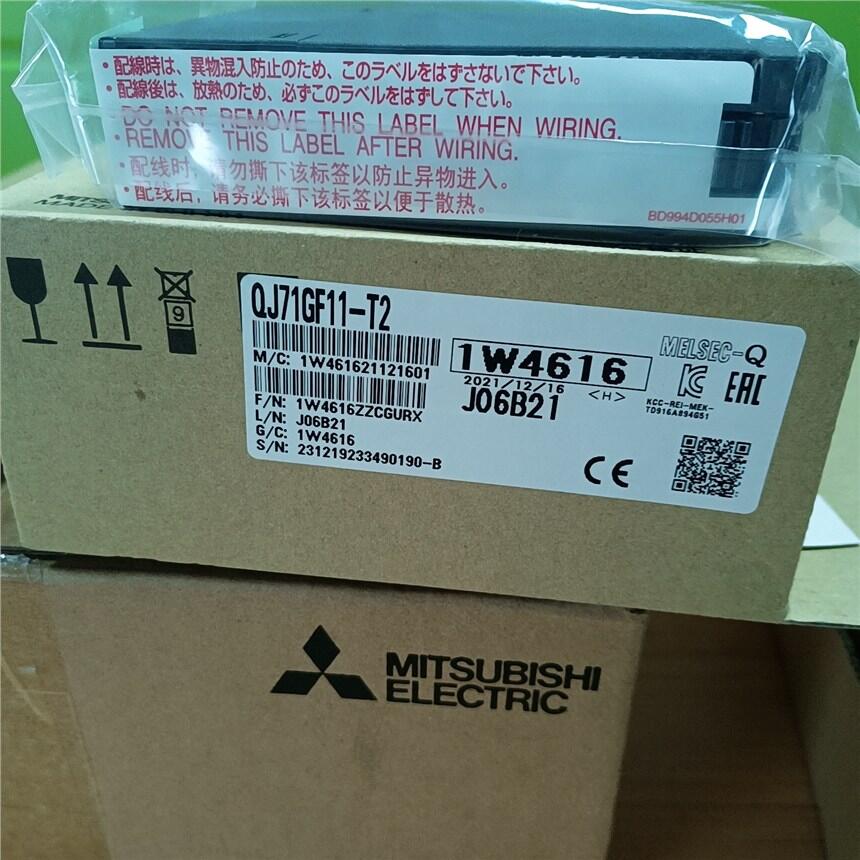 ・配線時は、異物混入防止のため、このラベルをはずさないで下さい。
・配線後は、放熱のため、必ずこのラベルをはずして下さい。
DO NOT REMOVE THIS LABEL WHEN WIRING.
・REMOVE THIS LABEL AFTER WIRING.
・配线时,请勿撕下该标签以防止异物进入。
・配线后,请务必撕下该标签以便于散热。
BD994D055H01
MITSUBISHI
9
QJ71GF11-T2
M/C: 1W461621121601
F/N: 1W4616ZZCGURX
L/N: J06B21
G/C: 1W4616
S/N: 231219233490190-B
1W4616
2021/12/16 <H>
J06B21
MELSEC-Q
KCC-REI-MEK-
TD916A894G51
EAC
CE
MITSUBISHI
ELECTRIC